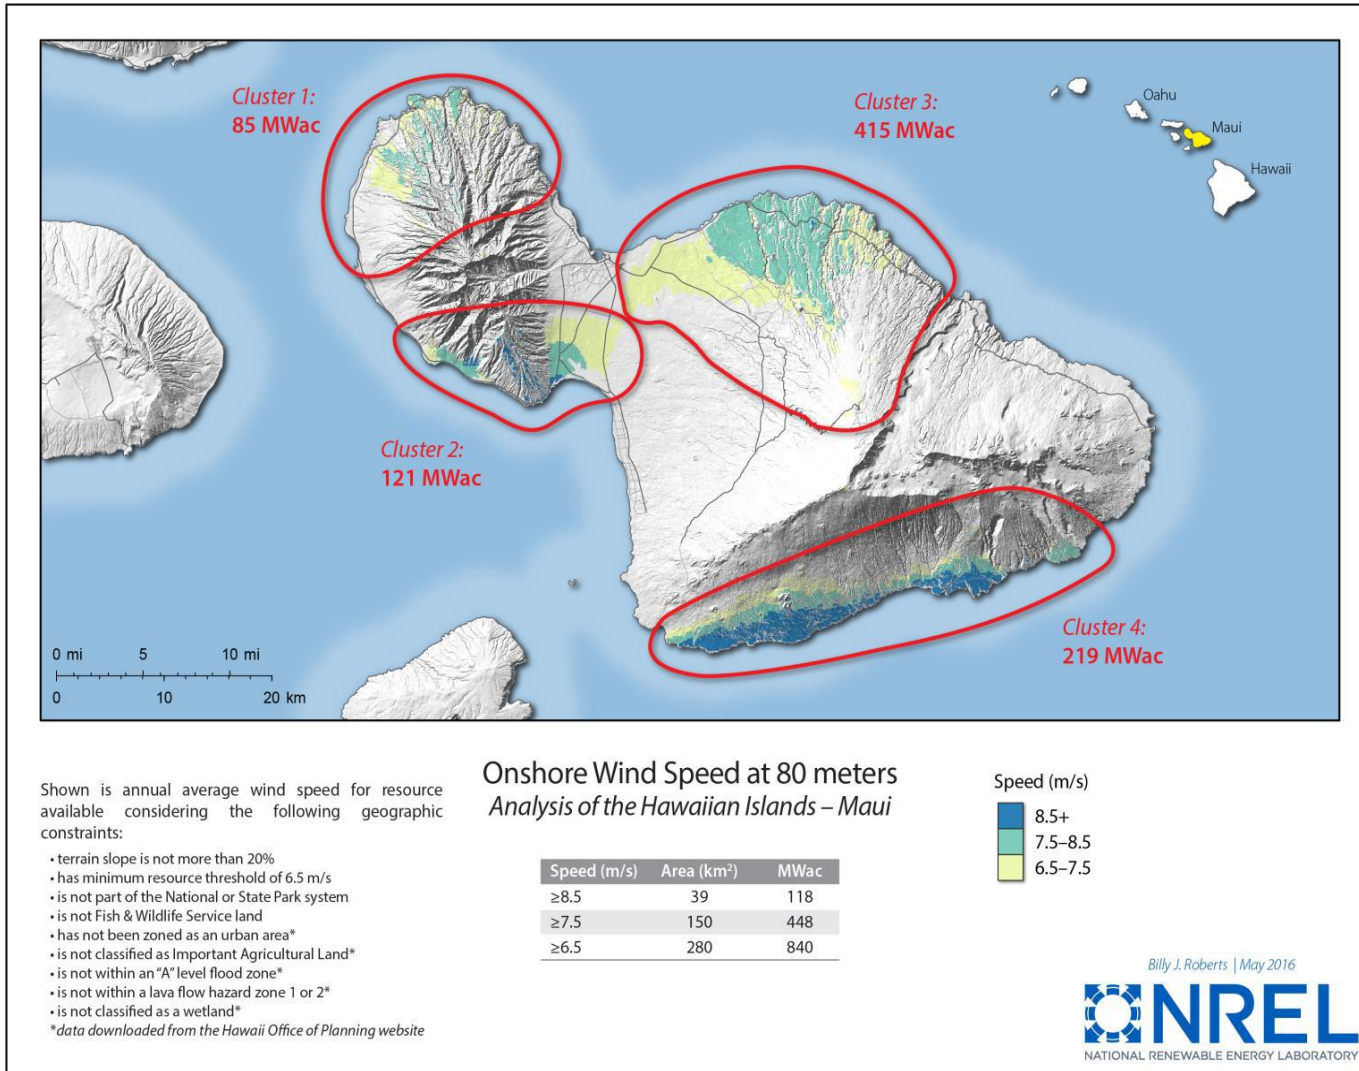 Cluster 1:
85 MWac
Cluster 3:
415 MWac
Oahu
Maui
Hawaii
Cluster 2:
121 MWac
Cluster 4:
219 MWac
0 mi 5 10 mi
0 10 20 km
Shown is annual average wind speed for resource
available considering the following geographic
constraints:
• terrain slope is not more than 20%
• has minimum resource threshold of 6.5 m/s
• is not part of the National or State Park system
• is not Fish & Wildlife Service land
• has not been zoned as an urban area*
• is not classified as Important Agricultural Land*
• is not within an “A” level flood zone*
• is not within a lava flow hazard zone 1 or 2*
• is not classified as a wetland*
*data downloaded from the Hawaii Office of Planning website
Onshore Wind Speed at 80 meters
Analysis of the Hawaiian Islands – Maui
Speed (m/s) Area (km²) MWac
≥8.5 39 118
≥7.5 150 448
≥6.5 280 840
Speed (m/s)
8.5+
7.5–8.5
6.5–7.5
Billy J. Roberts | May 2016
NREL
NATIONAL RENEWABLE ENERGY LABORATORY